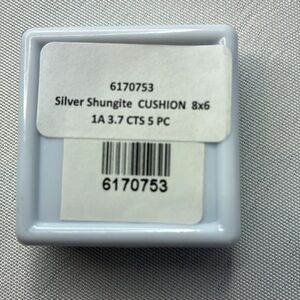 6170753
Silver Shungite CUSHION 8x6
1A 3.7 CTS 5 PC
6170753